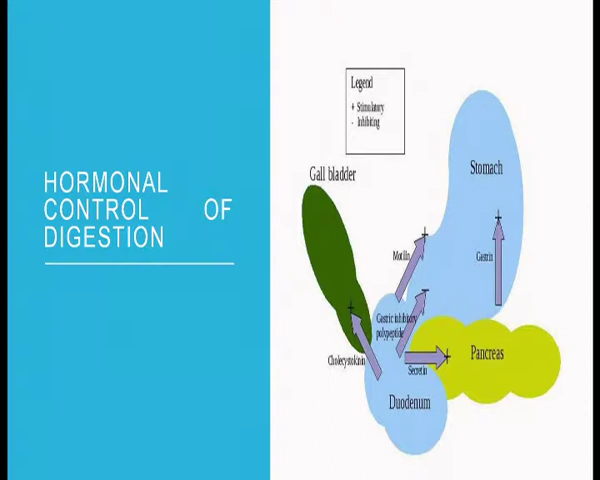 HORMONAL
CONTROL OF
DIGESTION
Legend
+ Stimulatory
- Inhibiting
Gall bladder
Stomach
+
Motilin
+
Gastrin
-
+
Gastric inhibitory
polypeptide
Cholecystokinin
+
Secretin
Pancreas
Duodenum